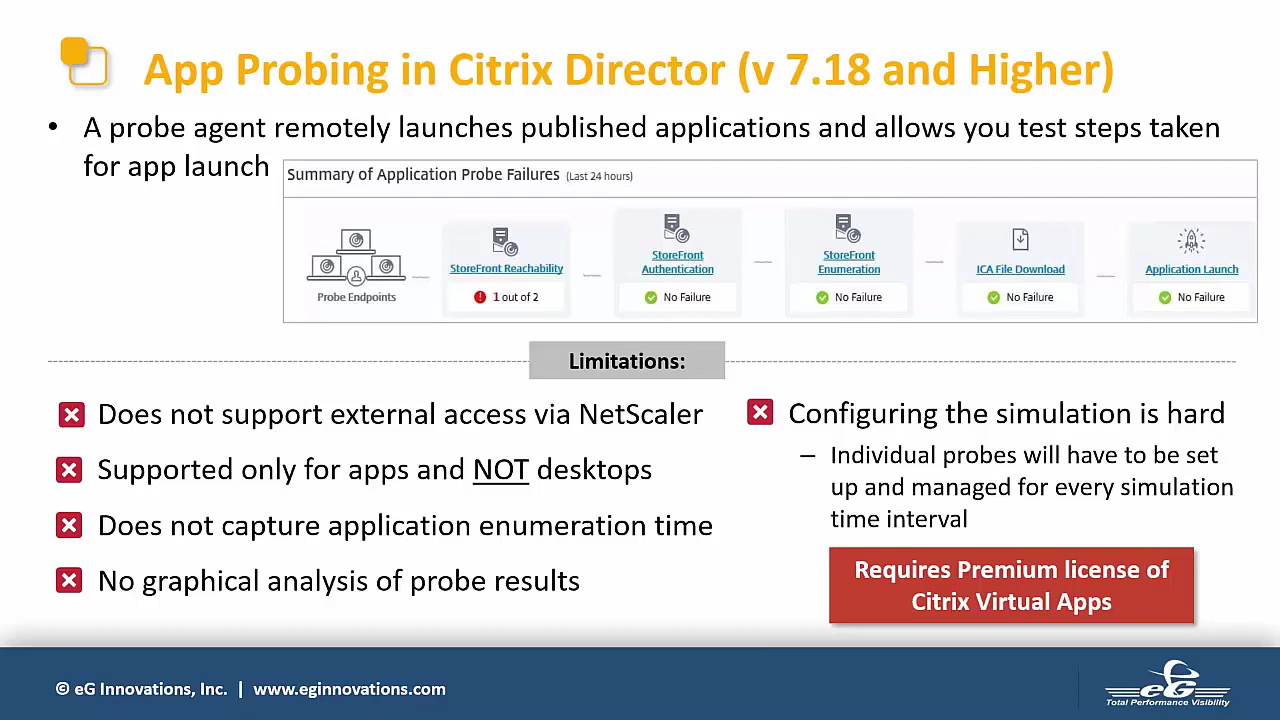 App Probing in Citrix Director (v 7.18 and Higher)
• A probe agent remotely launches published applications and allows you test steps taken
for app launch
Summary of Application Probe Failures (Last 24 hours)
Probe Endpoints
StoreFront Reachability
1 out of 2
StoreFront
Authentication
No Failure
StoreFront
Enumeration
No Failure
ICA File Download
No Failure
Application Launch
No Failure
Limitations:
Does not support external access via NetScaler
Supported only for apps and NOT desktops
Does not capture application enumeration time
No graphical analysis of probe results
Configuring the simulation is hard
– Individual probes will have to be set
up and managed for every simulation
time interval
Requires Premium license of
Citrix Virtual Apps
© eG Innovations, Inc. | www.eginnovations.com
eG
Total Performance Visibility